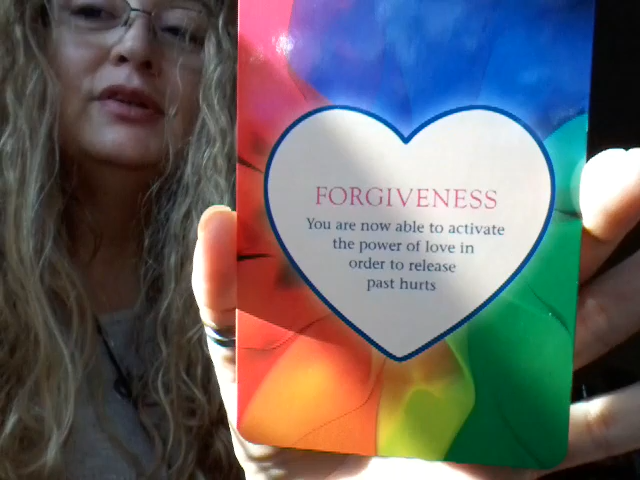 FORGIVENESS
You are now able to activate
the power of love in
order to release
past hurts